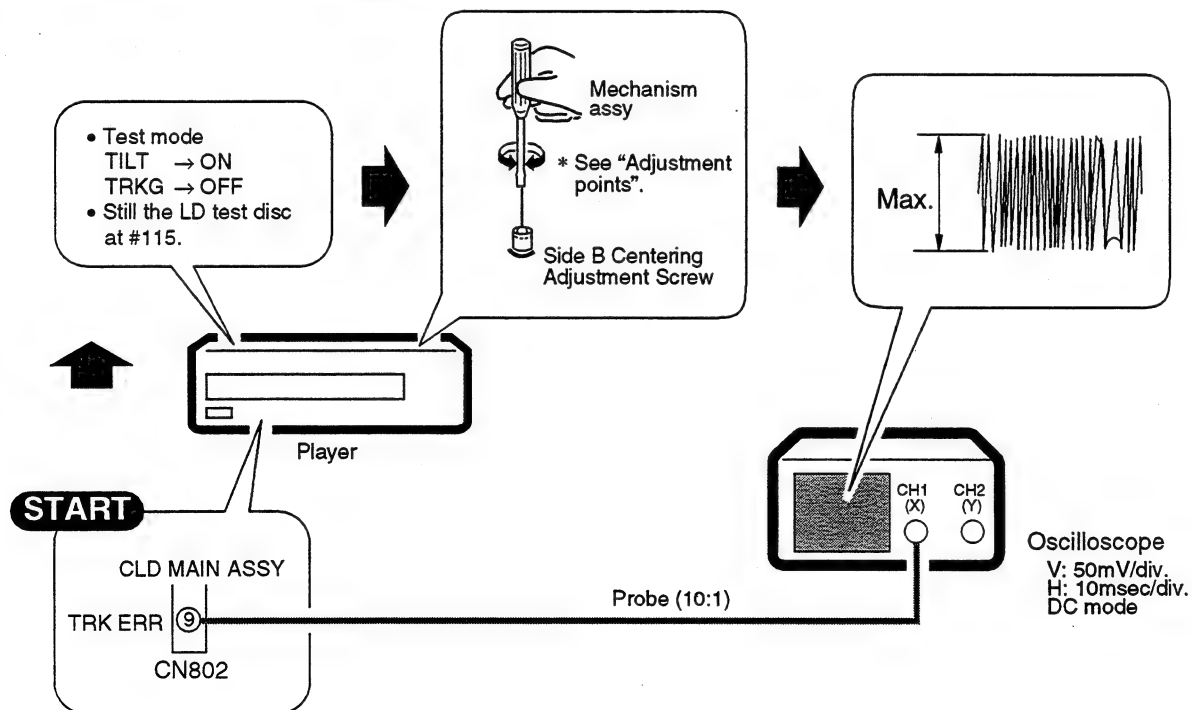 • Test mode
TILT → ON
TRKG → OFF
• Still the LD test disc
at #115.
Mechanism
assy
* See “Adjustment
points”.
Side B Centering
Adjustment Screw
Max.
Player
START
CLD MAIN ASSY
TRK ERR ⑨
CN802
Probe (10:1)
CH1
(X)
CH2
(Y)
Oscilloscope
V: 50mV/div.
H: 10msec/div.
DC mode